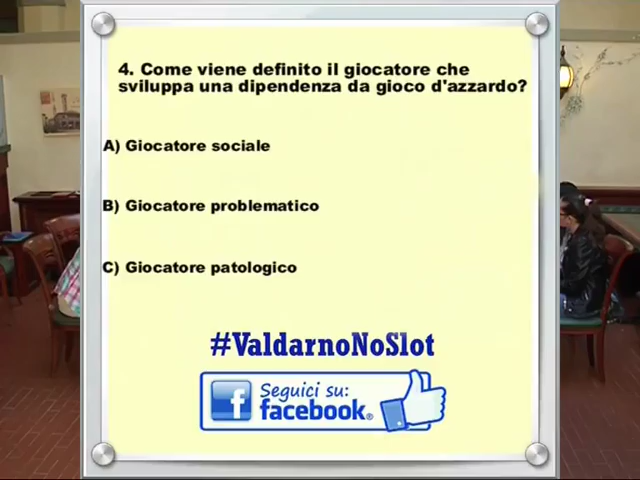 4. Come viene definito il giocatore che
sviluppa una dipendenza da gioco d'azzardo?
A) Giocatore sociale
B) Giocatore problematico
C) Giocatore patologico
#ValdarnoNoSlot
Seguici su:
facebook®